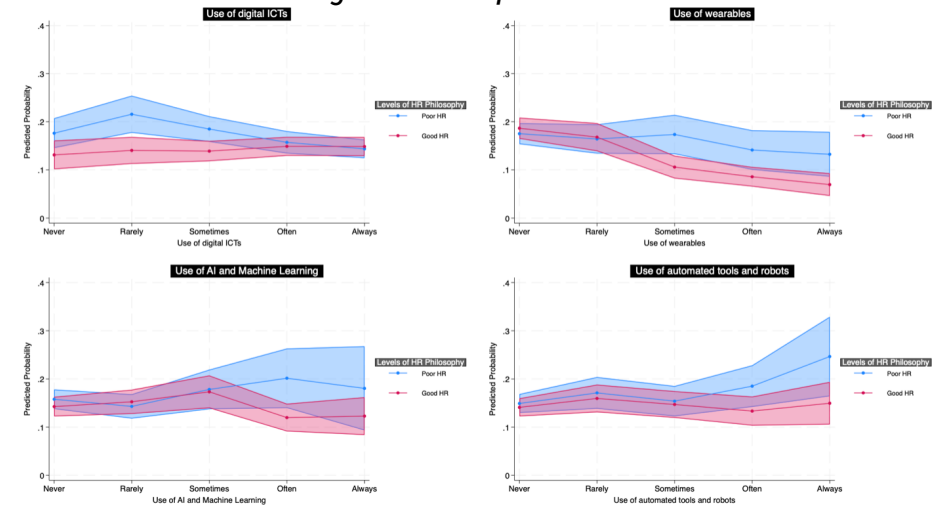 Use of digital ICTs
.4
.3
.2
.1
0
Predicted Probability
Never Rarely Sometimes Often Always
Use of digital ICTs
Levels of HR Philosophy
Poor HR
Good HR
Use of wearables
.4
.3
.2
.1
0
Predicted Probability
Never Rarely Sometimes Often Always
Use of wearables
Levels of HR Philosophy
Poor HR
Good HR
Use of AI and Machine Learning
.4
.3
.2
.1
0
Predicted Probability
Never Rarely Sometimes Often Always
Use of AI and Machine Learning
Levels of HR Philosophy
Poor HR
Good HR
Use of automated tools and robots
.4
.3
.2
.1
0
Predicted Probability
Never Rarely Sometimes Often Always
Use of automated tools and robots
Levels of HR Philosophy
Poor HR
Good HR